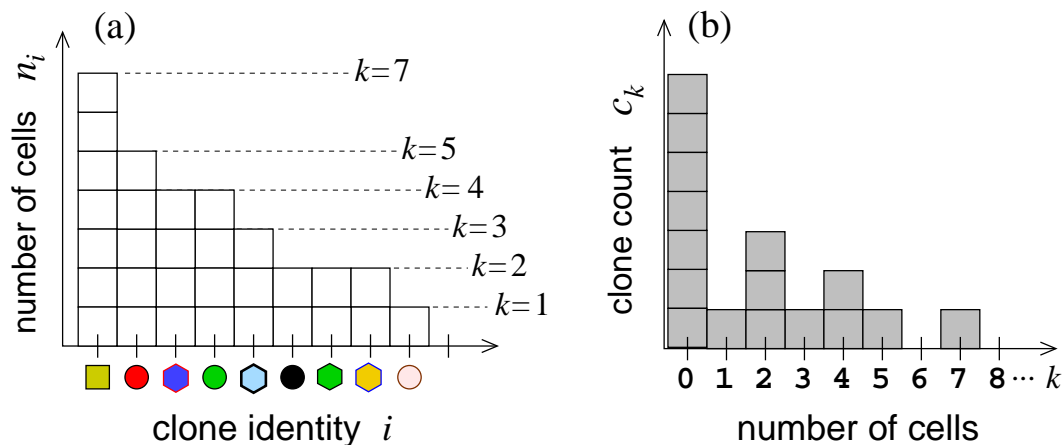 (a)
number of cells n_i
k=7
k=5
k=4
k=3
k=2
k=1
clone identity i
(b)
clone count c_k
0 1 2 3 4 5 6 7 8 ··· k
number of cells